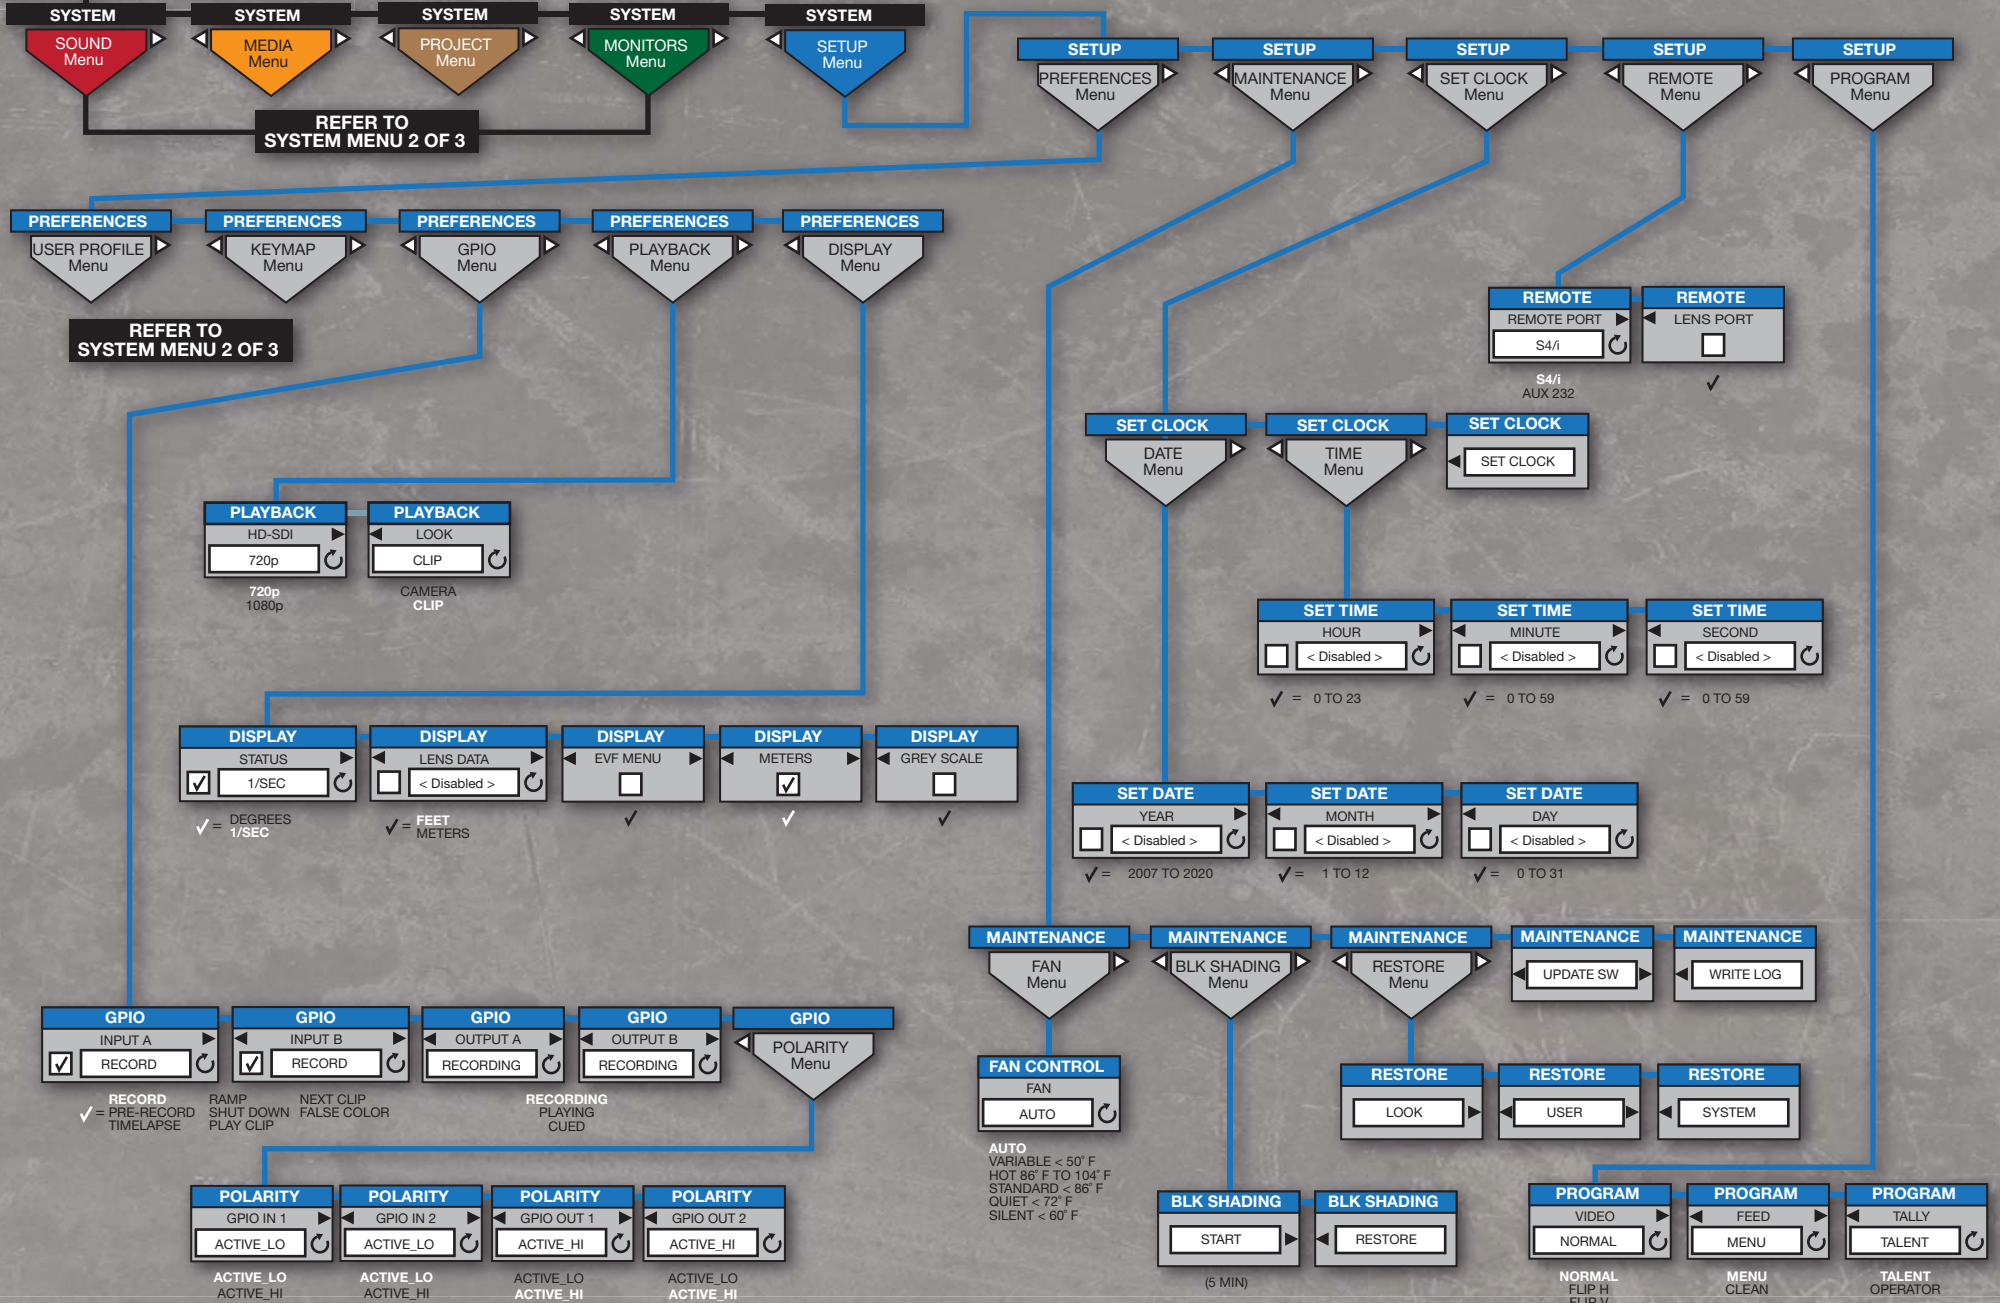 SYSTEM
SYSTEM
SYSTEM
SYSTEM
SYSTEM
SOUND
Menu
MEDIA
Menu
PROJECT
Menu
MONITORS
Menu
SETUP
Menu
REFER TO
SYSTEM MENU 2 OF 3
SETUP
SETUP
SETUP
SETUP
SETUP
PREFERENCES
Menu
MAINTENANCE
Menu
SET CLOCK
Menu
REMOTE
Menu
PROGRAM
Menu
PREFERENCES
PREFERENCES
PREFERENCES
PREFERENCES
PREFERENCES
USER PROFILE
Menu
KEYMAP
Menu
GPIO
Menu
PLAYBACK
Menu
DISPLAY
Menu
REFER TO
SYSTEM MENU 2 OF 3
REMOTE
REMOTE PORT
S4/i
S4/i
AUX 232
REMOTE
LENS PORT
✓
SET CLOCK
DATE
Menu
SET CLOCK
TIME
Menu
SET CLOCK
SET CLOCK
PLAYBACK
HD-SDI
720p
720p
1080p
PLAYBACK
LOOK
CLIP
CAMERA
CLIP
SET TIME
HOUR
< Disabled >
✓ = 0 TO 23
SET TIME
MINUTE
< Disabled >
✓ = 0 TO 59
SET TIME
SECOND
< Disabled >
✓ = 0 TO 59
DISPLAY
STATUS
✓ 1/SEC
✓ = DEGREES
1/SEC
DISPLAY
LENS DATA
< Disabled >
✓ = FEET
METERS
DISPLAY
EVF MENU
✓
DISPLAY
METERS
✓
✓
DISPLAY
GREY SCALE
✓
SET DATE
YEAR
< Disabled >
✓ = 2007 TO 2020
SET DATE
MONTH
< Disabled >
✓ = 1 TO 12
SET DATE
DAY
< Disabled >
✓ = 0 TO 31
MAINTENANCE
FAN
Menu
MAINTENANCE
BLK SHADING
Menu
MAINTENANCE
RESTORE
Menu
MAINTENANCE
UPDATE SW
MAINTENANCE
WRITE LOG
GPIO
INPUT A
✓ RECORD
GPIO
INPUT B
✓ RECORD
GPIO
OUTPUT A
RECORDING
GPIO
OUTPUT B
RECORDING
GPIO
POLARITY
Menu
RECORD
✓ = PRE-RECORD
TIMELAPSE
RAMP
SHUT DOWN
PLAY CLIP
NEXT CLIP
FALSE COLOR
RECORDING
PLAYING
CUED
FAN CONTROL
FAN
AUTO
AUTO
VARIABLE < 50° F
HOT 86° F TO 104° F
STANDARD < 86° F
QUIET < 72° F
SILENT < 60° F
RESTORE
LOOK
RESTORE
USER
RESTORE
SYSTEM
POLARITY
GPIO IN 1
ACTIVE_LO
ACTIVE_LO
ACTIVE_HI
POLARITY
GPIO IN 2
ACTIVE_LO
ACTIVE_LO
ACTIVE_HI
POLARITY
GPIO OUT 1
ACTIVE_HI
ACTIVE_LO
ACTIVE_HI
POLARITY
GPIO OUT 2
ACTIVE_HI
ACTIVE_LO
ACTIVE_HI
BLK SHADING
START
(5 MIN)
BLK SHADING
RESTORE
PROGRAM
VIDEO
NORMAL
NORMAL
FLIP H
FLIP V
PROGRAM
FEED
MENU
MENU
CLEAN
PROGRAM
TALLY
TALENT
TALENT
OPERATOR